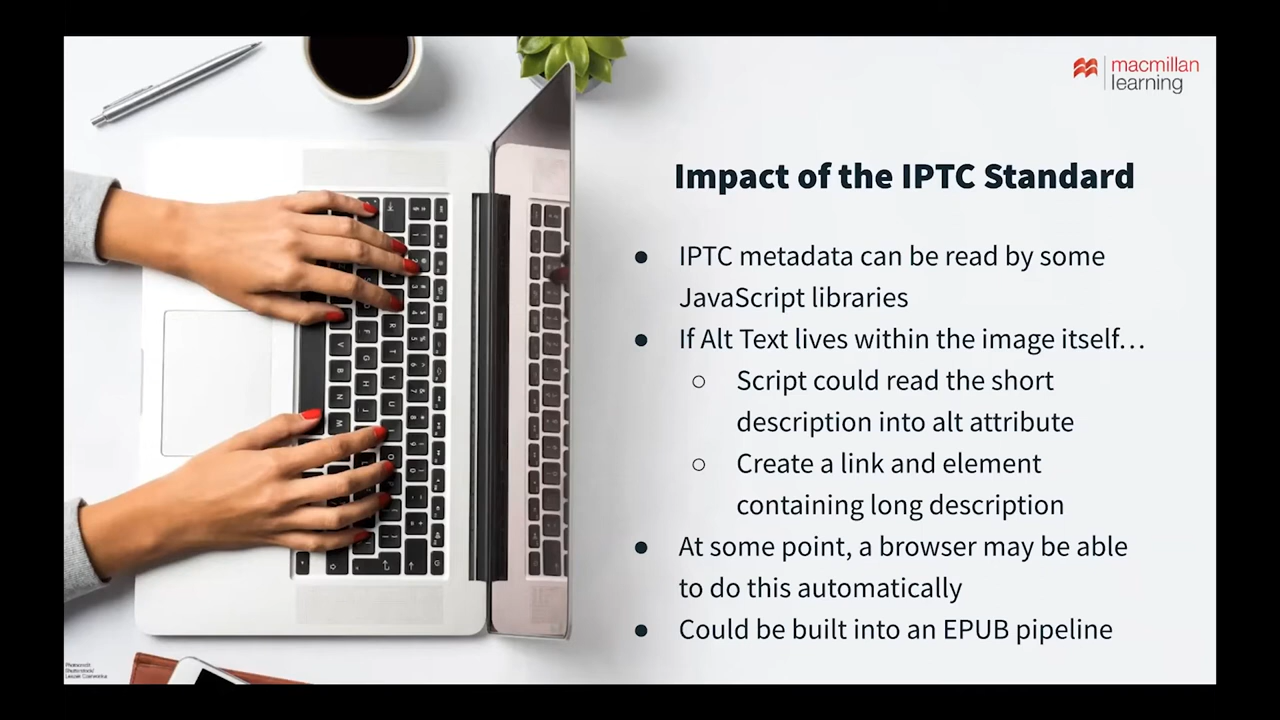 macmillan
learning
Impact of the IPTC Standard
● IPTC metadata can be read by some
JavaScript libraries
● If Alt Text lives within the image itself…
○ Script could read the short
description into alt attribute
○ Create a link and element
containing long description
● At some point, a browser may be able
to do this automatically
● Could be built into an EPUB pipeline